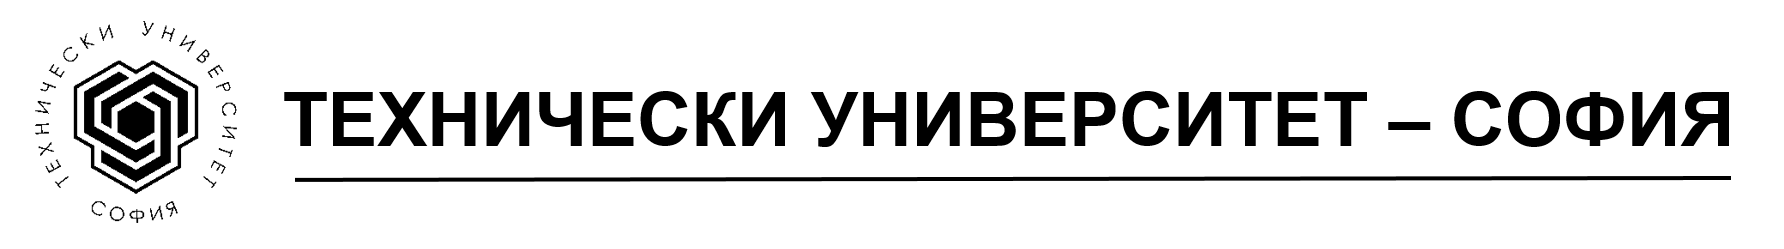 ТЕХНИЧЕСКИ УНИВЕРСИТЕТ
СОФИЯ
ТЕХНИЧЕСКИ УНИВЕРСИТЕТ – СОФИЯ